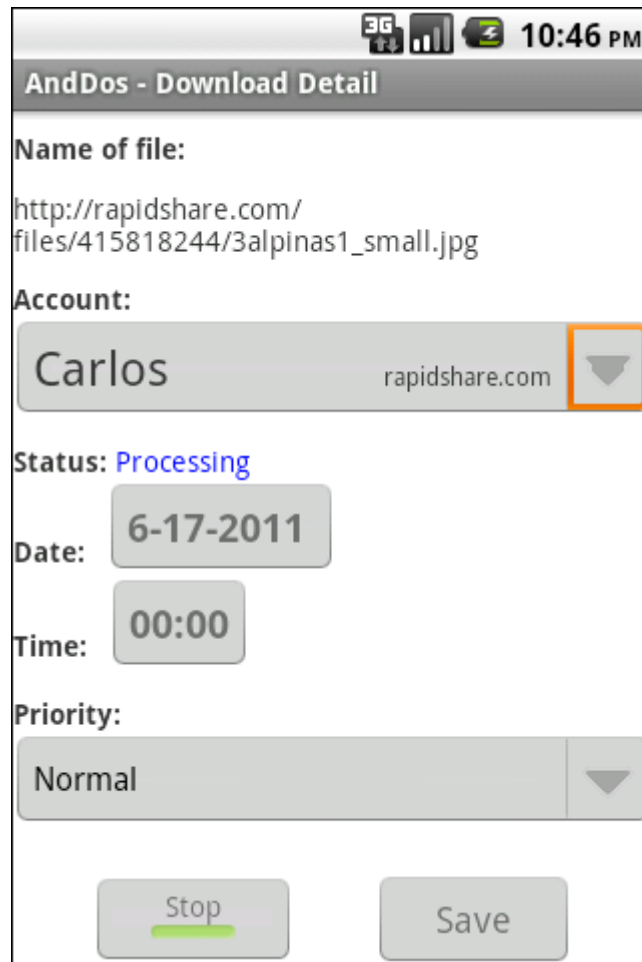 3G 10:46 PM
AndDos - Download Detail
Name of file:
http://rapidshare.com/
files/415818244/3alpinas1_small.jpg
Account:
Carlos rapidshare.com
Status: Processing
Date: 6-17-2011
Time: 00:00
Priority:
Normal
Stop Save